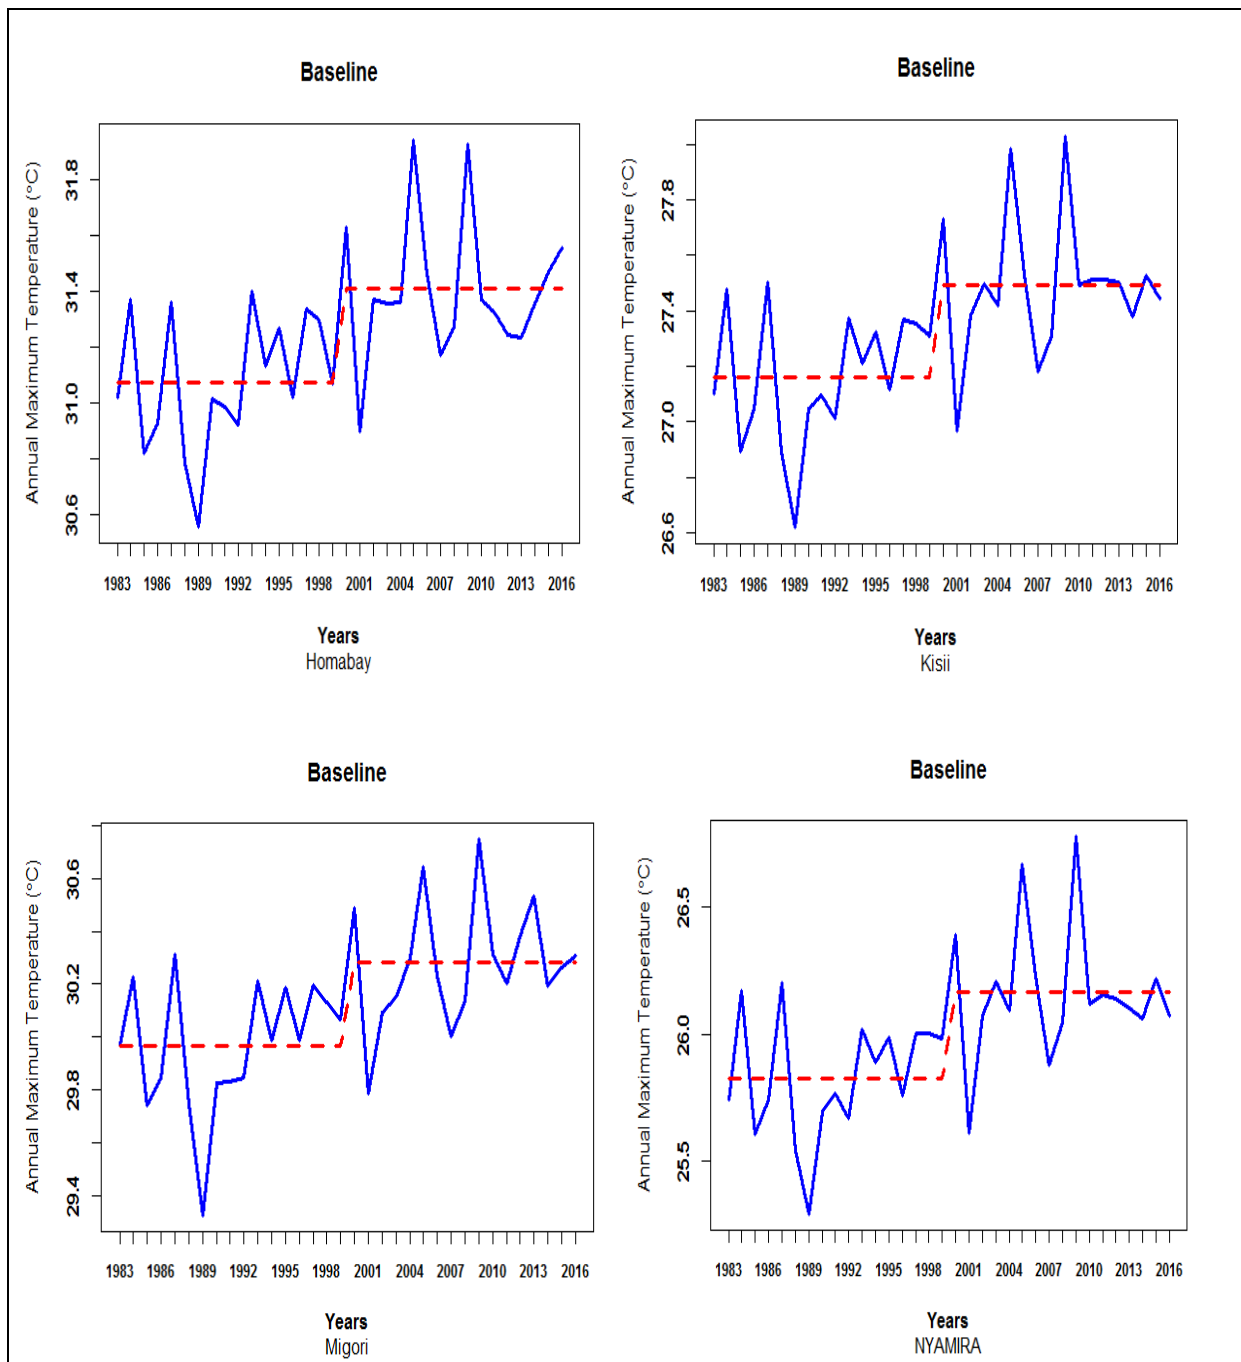 Baseline
Annual Maximum Temperature (°C)
31.8
31.4
31.0
30.6
1983 1986 1989 1992 1995 1998 2001 2004 2007 2010 2013 2016
Years
Homabay
Baseline
Annual Maximum Temperature (°C)
27.8
27.4
27.0
26.6
1983 1986 1989 1992 1995 1998 2001 2004 2007 2010 2013 2016
Years
Kisii
Baseline
Annual Maximum Temperature (°C)
30.6
30.2
29.8
29.4
1983 1986 1989 1992 1995 1998 2001 2004 2007 2010 2013 2016
Years
Migori
Baseline
Annual Maximum Temperature (°C)
26.5
26.0
25.5
1983 1986 1989 1992 1995 1998 2001 2004 2007 2010 2013 2016
Years
NYAMIRA